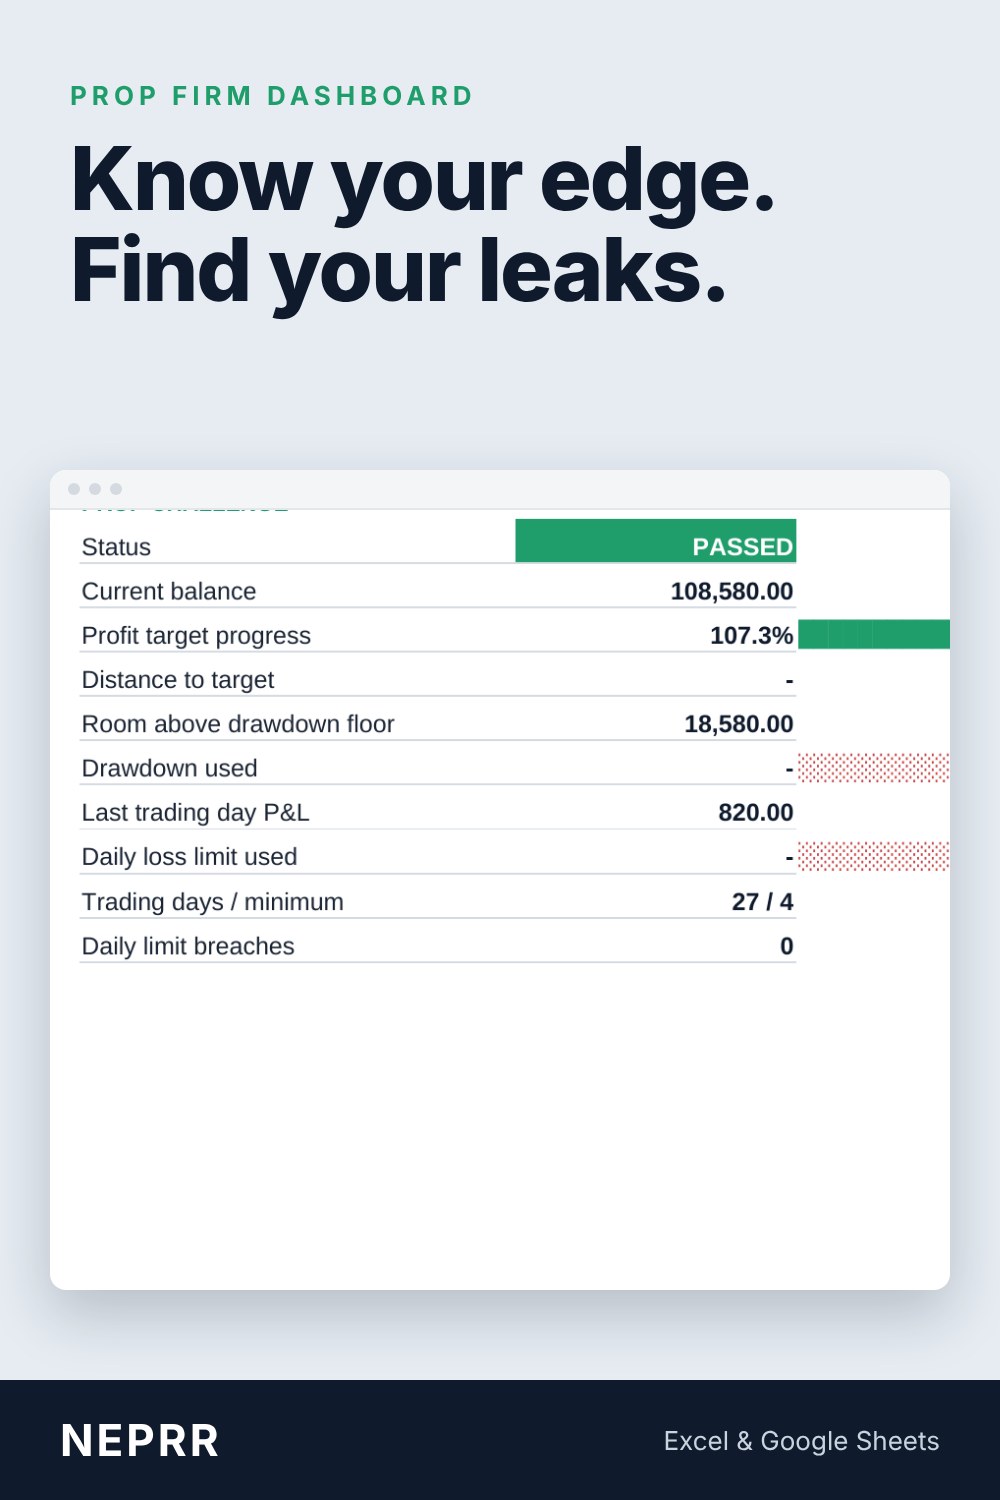 PROP FIRM DASHBOARD
Know your edge.
Find your leaks.
Status PASSED
Current balance 108,580.00
Profit target progress 107.3%
Distance to target -
Room above drawdown floor 18,580.00
Drawdown used -
Last trading day P&L 820.00
Daily loss limit used -
Trading days / minimum 27 / 4
Daily limit breaches 0
NEPRR
Excel & Google Sheets